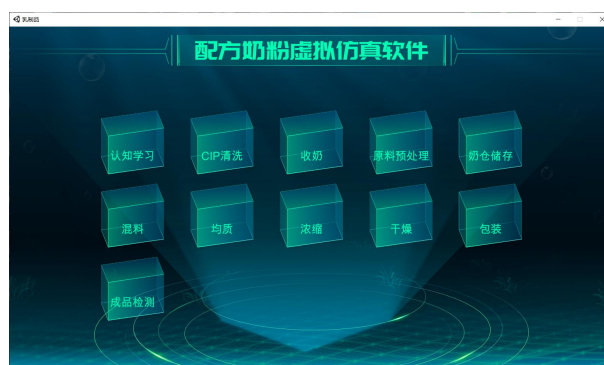 乳制品
配方奶粉虚拟仿真软件
认知学习 CIP清洗 收奶 原料预处理 奶仓储存
混料 均质 浓缩 干燥 包装
成品检测